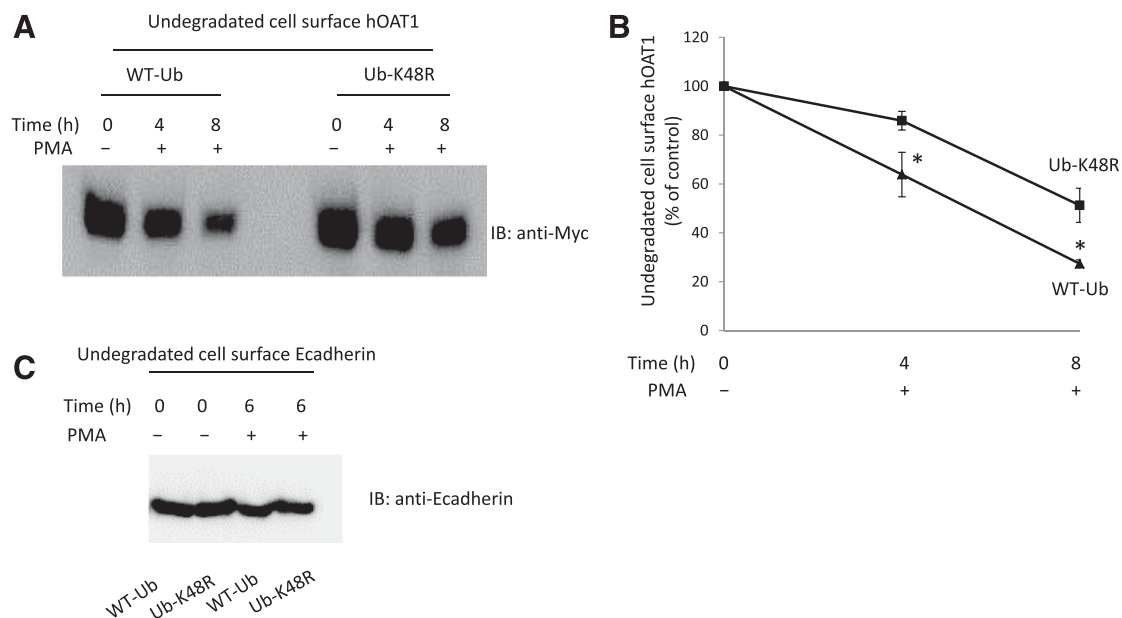 A
Undegraded cell surface hOAT1
WT-Ub Ub-K48R
Time (h) 0 4 8 0 4 8
PMA − + + − + +
IB: anti-Myc
B
Undegraded cell surface hOAT1
(% of control)
120
100
80
60
40
20
0
Ub-K48R
*
*
WT-Ub
Time (h) 0 4 8
PMA − + +
C
Undegraded cell surface Ecadherin
Time (h) 0 0 6 6
PMA − − + +
IB: anti-Ecadherin
WT-Ub Ub-K48R WT-Ub Ub-K48R